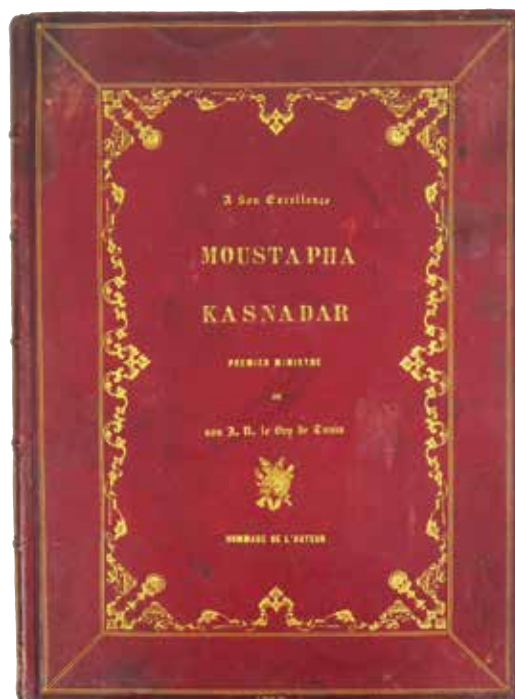 A Son Excellence
MOUSTAPHA
KASNADAR
PREMIER MINISTRE
DE
son A. R. le Bey de Tunis
HOMMAGE DE L'AUTEUR